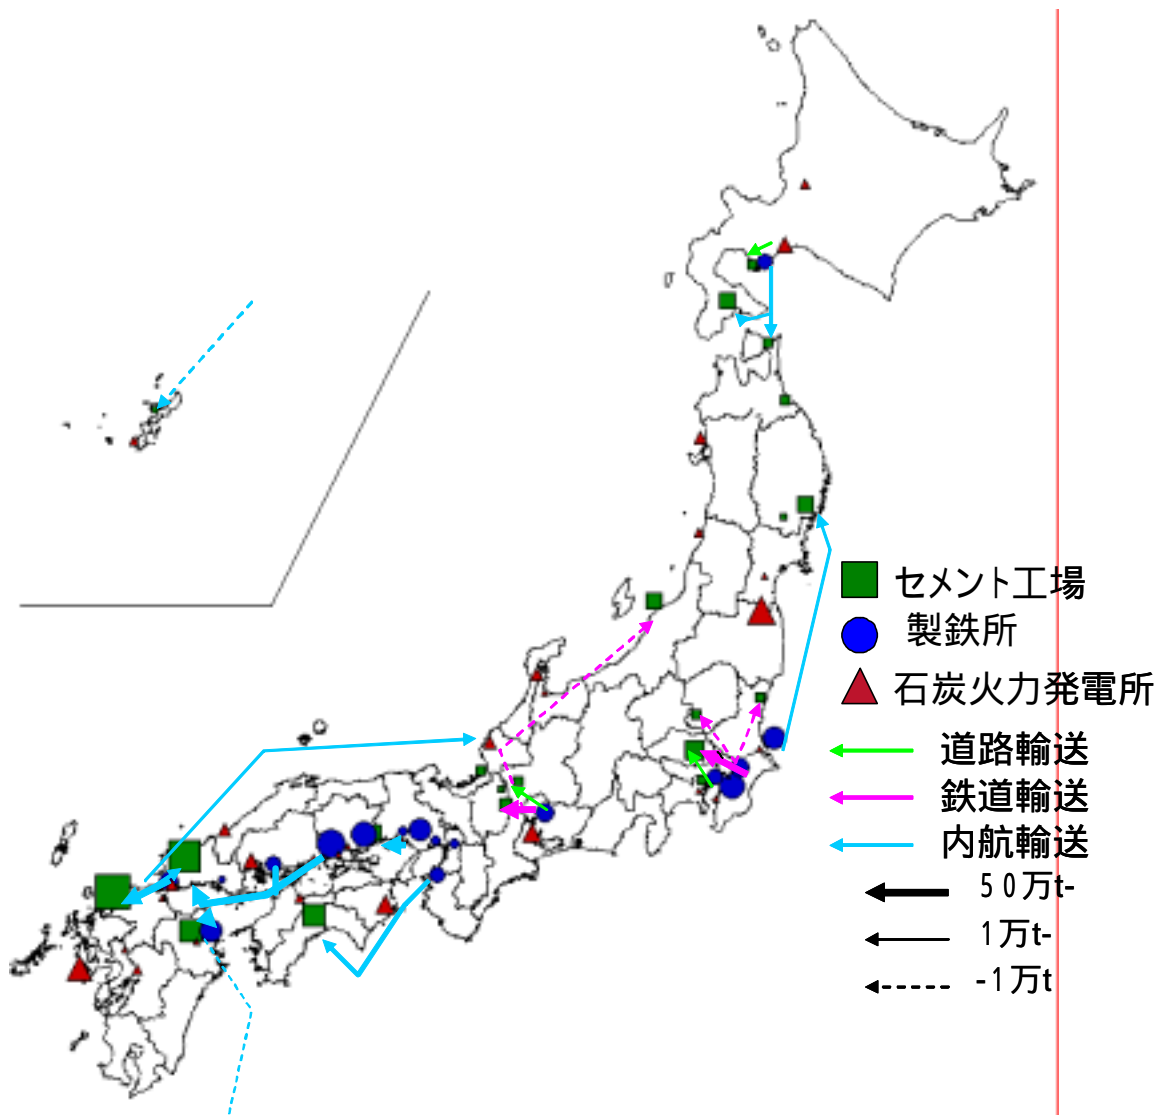 セメント工場
製鉄所
石炭火力発電所
道路輸送
鉄道輸送
内航輸送
５０万t-
1万t-
-1万t